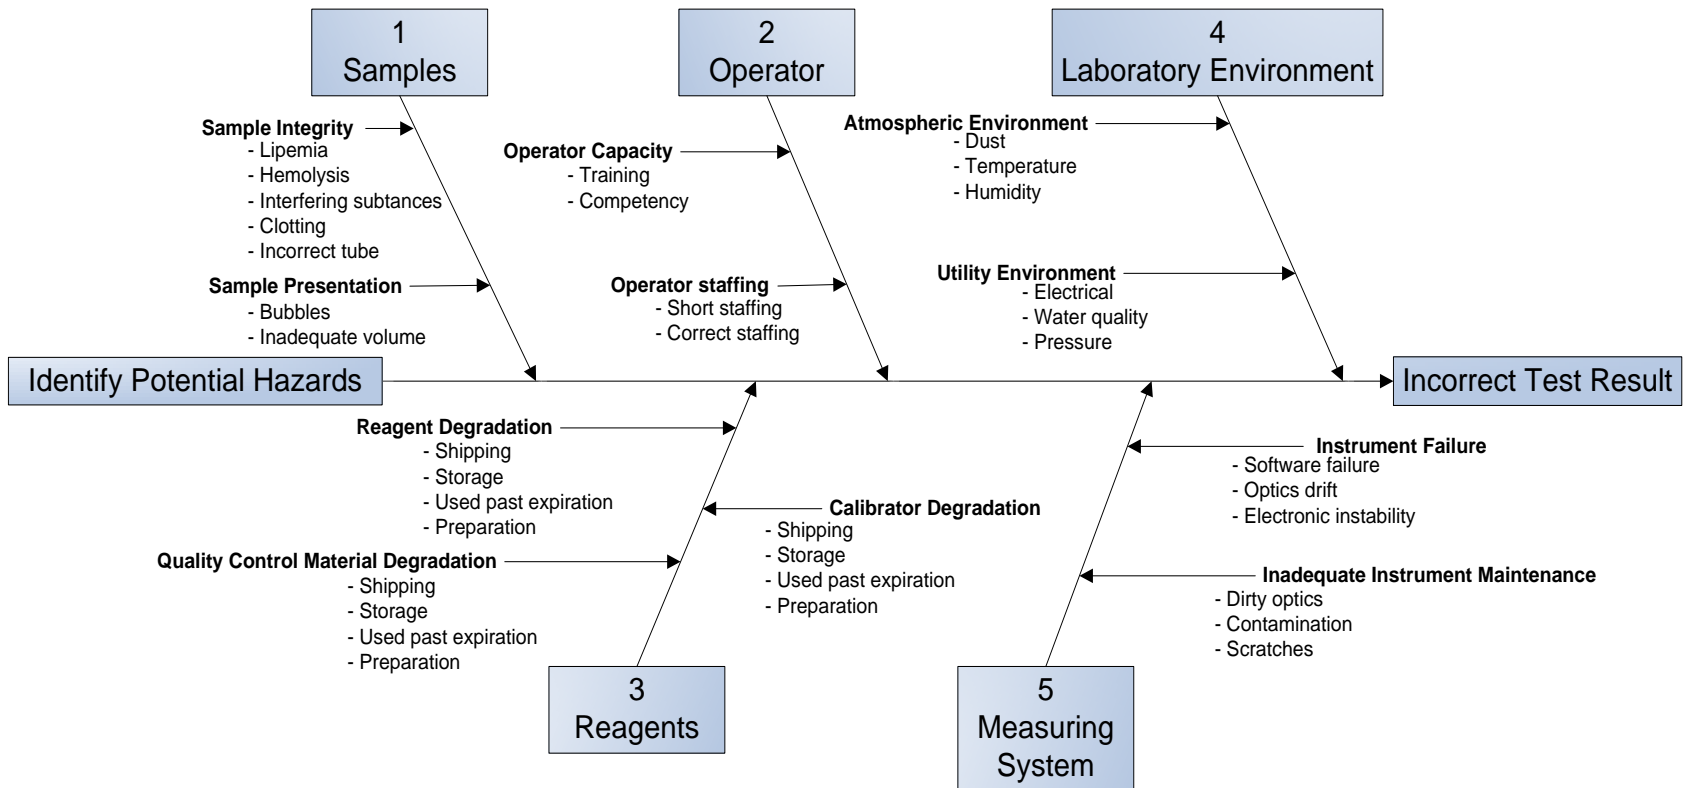 1
Samples
Sample Integrity
- Lipemia
- Hemolysis
- Interfering subtances
- Clotting
- Incorrect tube
Sample Presentation
- Bubbles
- Inadequate volume
2
Operator
Operator Capacity
- Training
- Competency
Operator staffing
- Short staffing
- Correct staffing
4
Laboratory Environment
Atmospheric Environment
- Dust
- Temperature
- Humidity
Utility Environment
- Electrical
- Water quality
- Pressure
Identify Potential Hazards
Incorrect Test Result
Reagent Degradation
- Shipping
- Storage
- Used past expiration
- Preparation
Calibrator Degradation
- Shipping
- Storage
- Used past expiration
- Preparation
Quality Control Material Degradation
- Shipping
- Storage
- Used past expiration
- Preparation
3
Reagents
Instrument Failure
- Software failure
- Optics drift
- Electronic instability
Inadequate Instrument Maintenance
- Dirty optics
- Contamination
- Scratches
5
Measuring
System